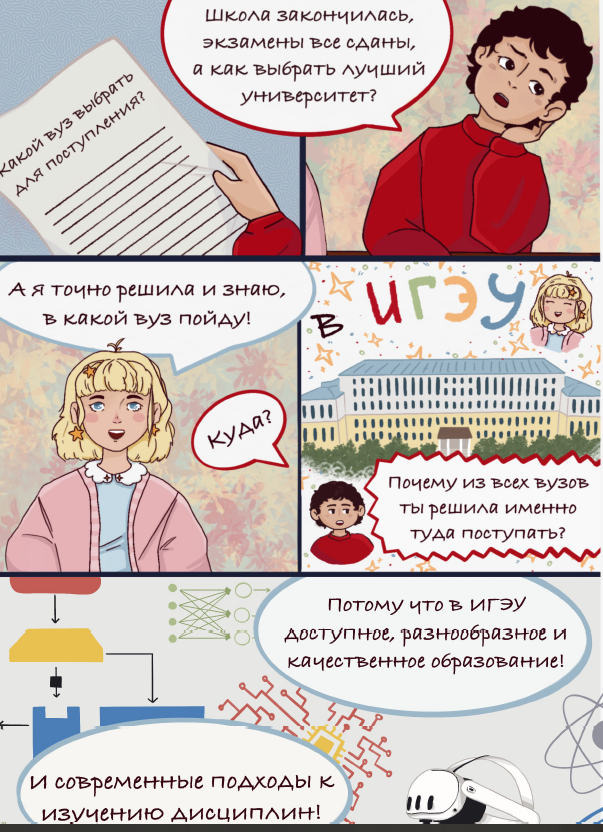 Какой вуз выбрать
для поступления?
Школа закончилась,
экзамены все сданы,
а как выбрать лучший
университет?
А я точно решила и знаю,
в какой вуз пойду!
Куда?
В ИГЭУ
Почему из всех вузов
ты решила именно
туда поступать?
Потому что в ИГЭУ
доступное, разнообразное и
качественное образование!
И современные подходы к
изучению дисциплин!